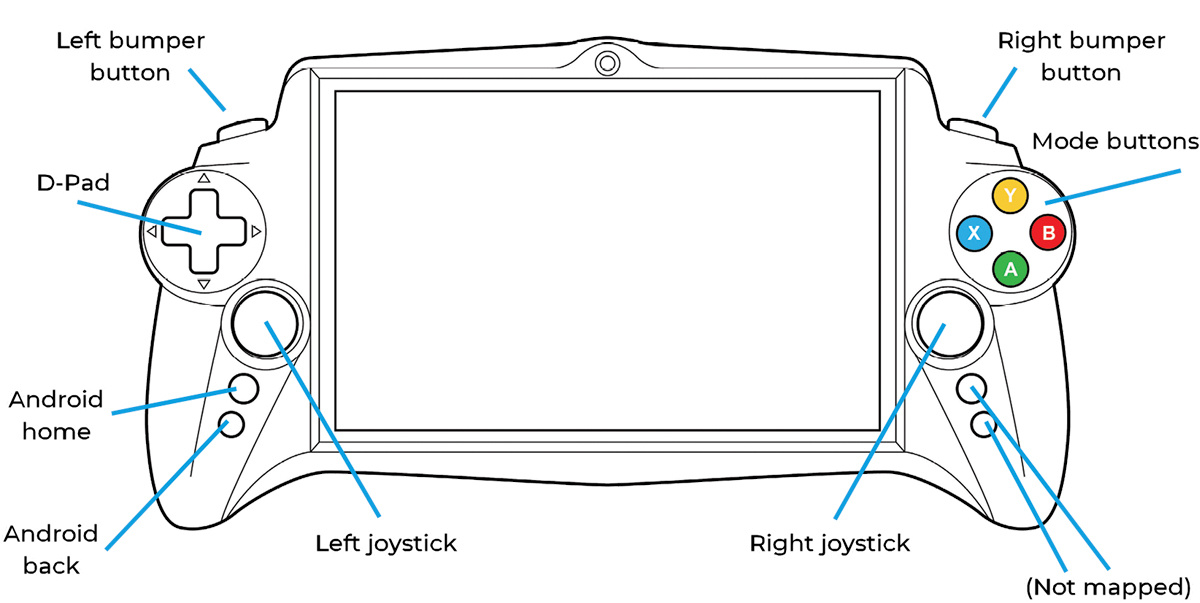 Left bumper
button
Right bumper
button
Mode buttons
D-Pad
Y
X
B
A
Android
home
Android
back
Left joystick
Right joystick
(Not mapped)